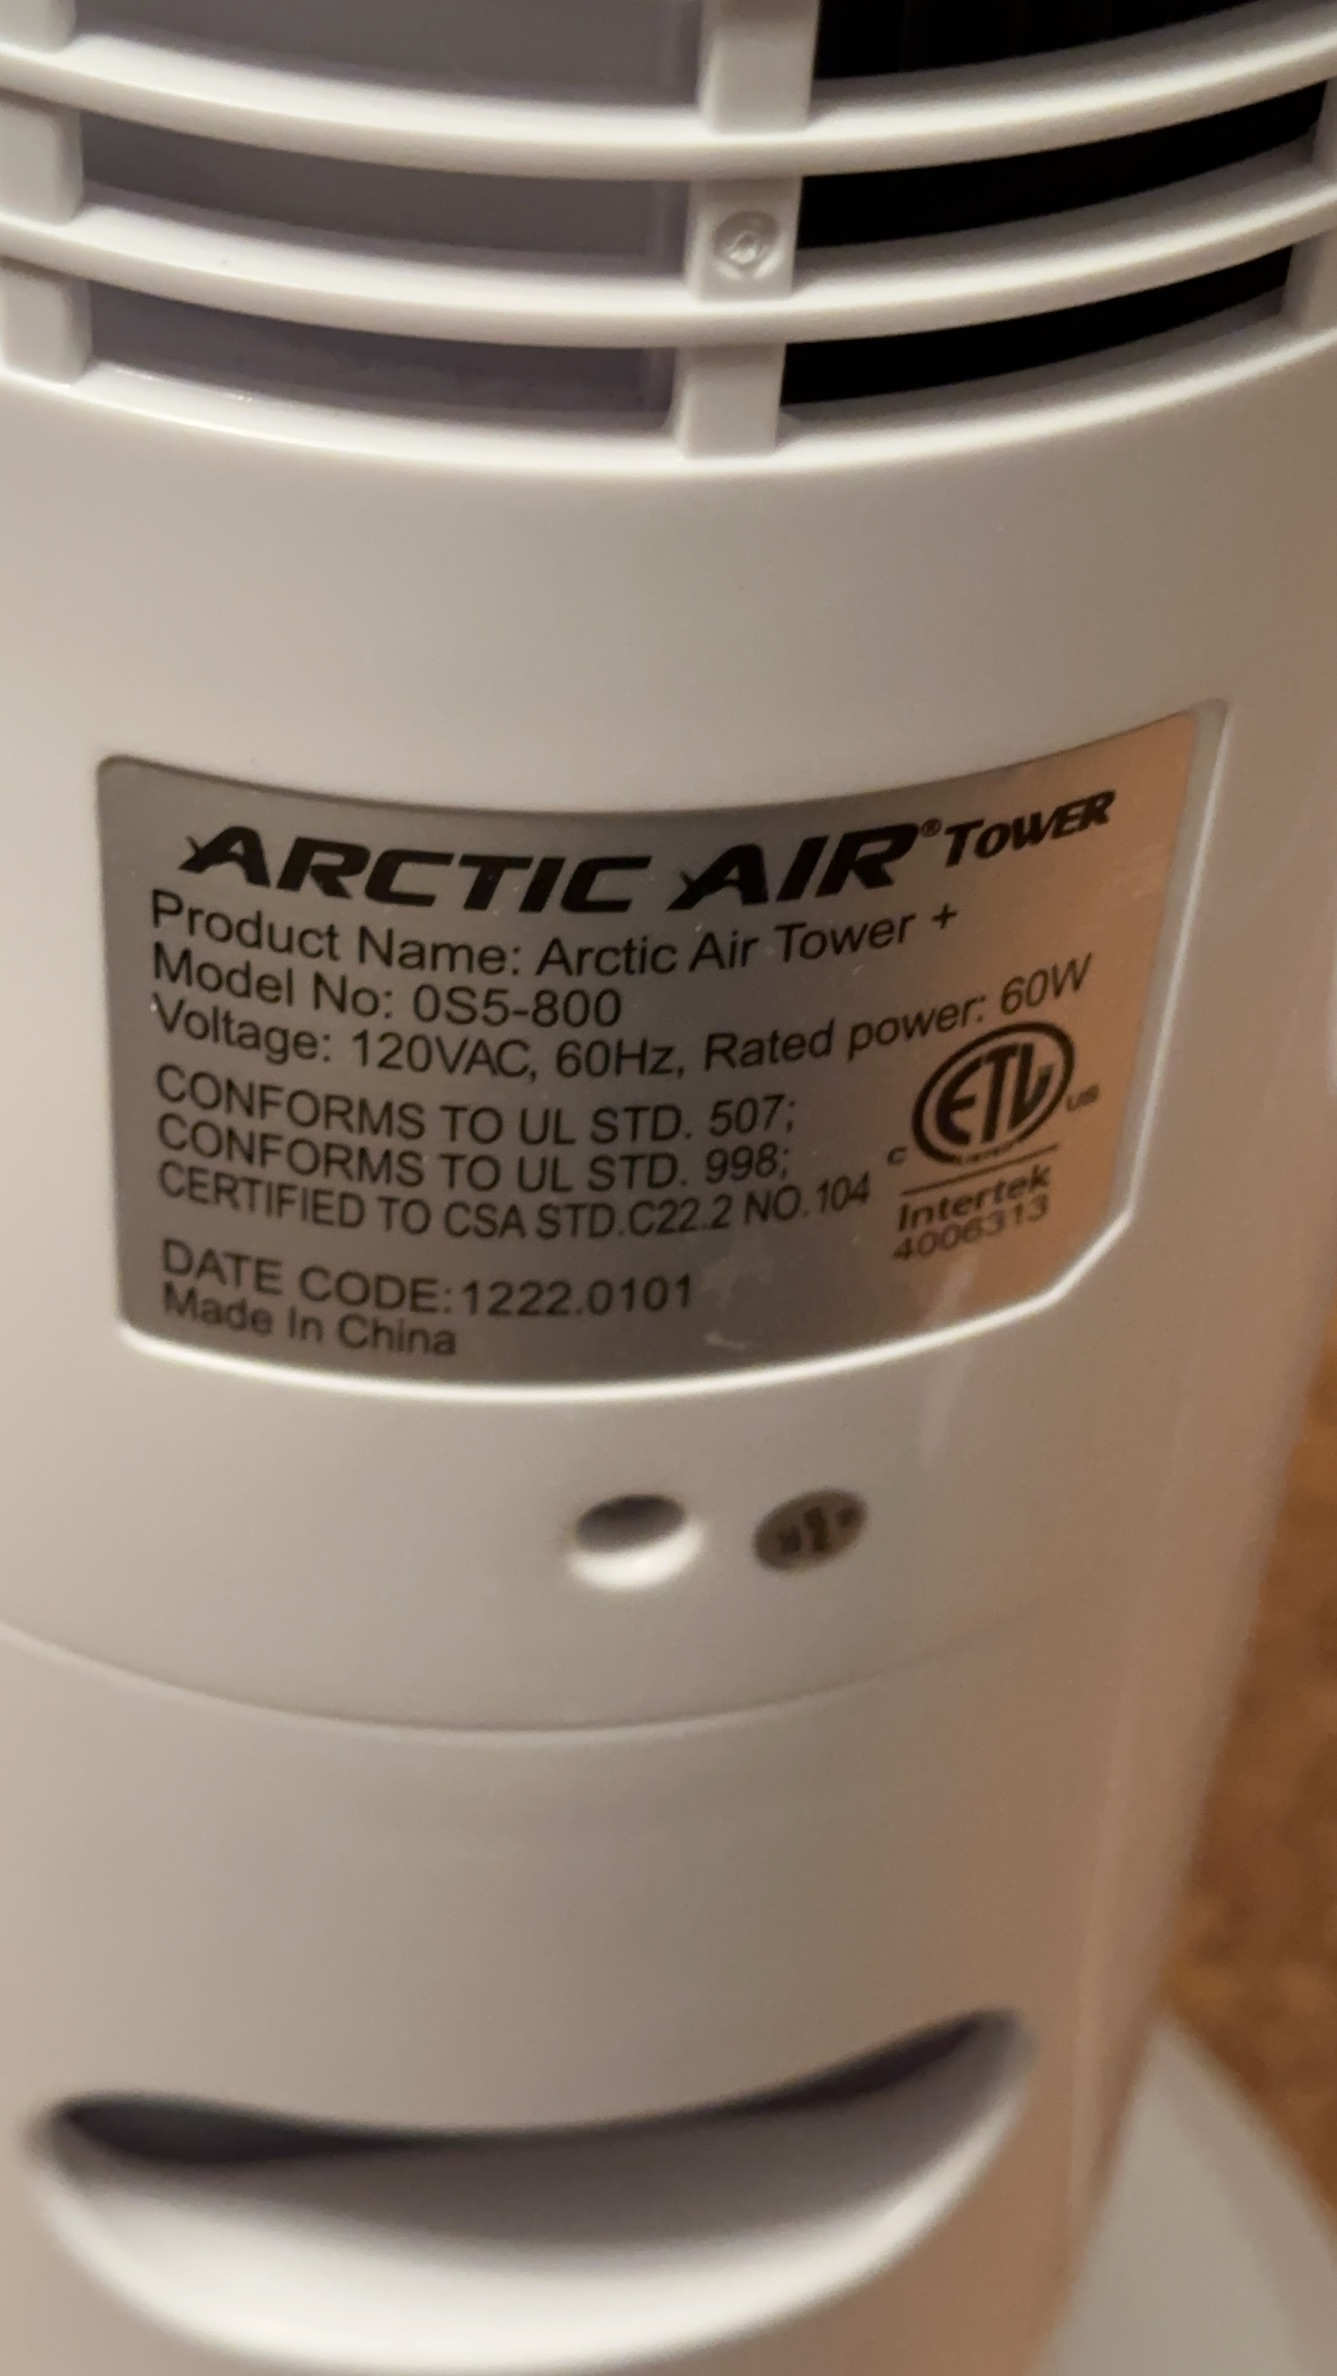 ARCTIC AIR® TOWER
Product Name: Arctic Air Tower +
Model No: 0S5-800
Voltage: 120VAC, 60Hz, Rated power: 60W
CONFORMS TO UL STD. 507;
CONFORMS TO UL STD. 998;
CERTIFIED TO CSA STD.C22.2 NO.104
ETL
C
US
Intertek
4006313
DATE CODE:1222.0101
Made In China